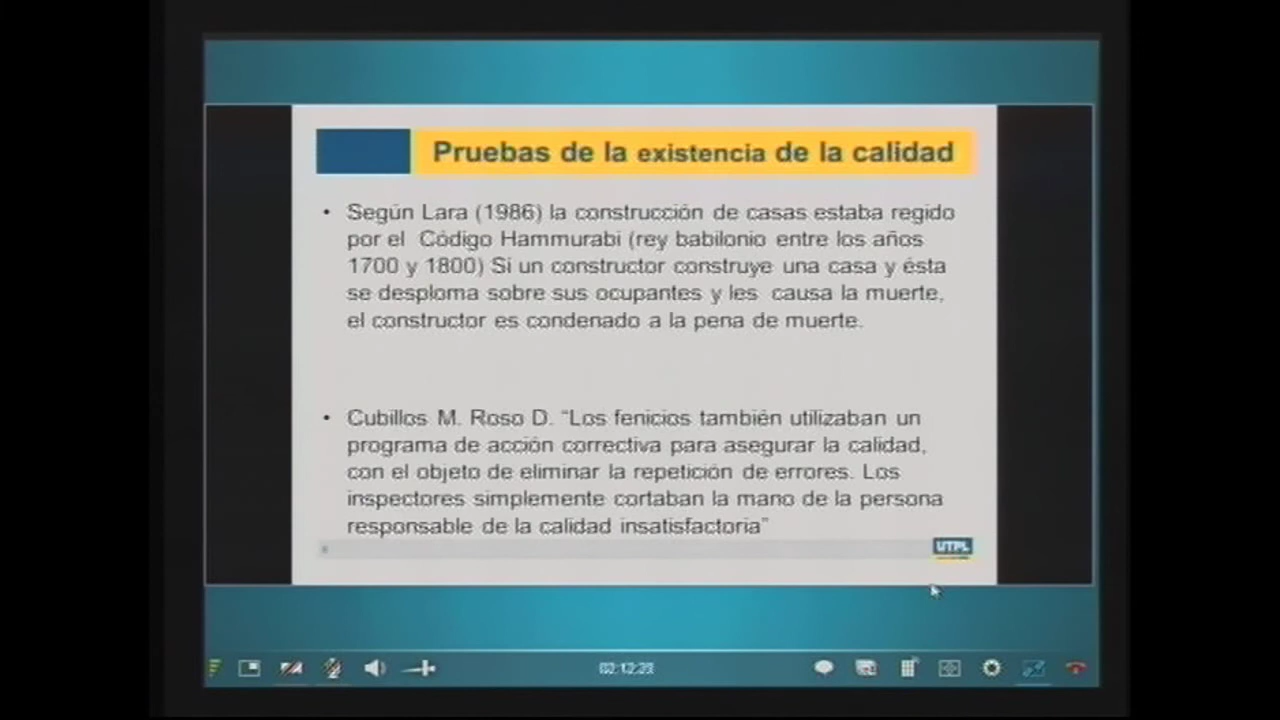 Pruebas de la existencia de la calidad
• Según Lara (1986) la construcción de casas estaba regido
por el Código Hammurabi (rey babilonio entre los años
1700 y 1800) Si un constructor construye una casa y ésta
se desploma sobre sus ocupantes y les causa la muerte,
el constructor es condenado a la pena de muerte.
• Cubillos M. Roso D. “Los fenicios también utilizaban un
programa de acción correctiva para asegurar la calidad,
con el objeto de eliminar la repetición de errores. Los
inspectores simplemente cortaban la mano de la persona
responsable de la calidad insatisfactoria”
UTPL